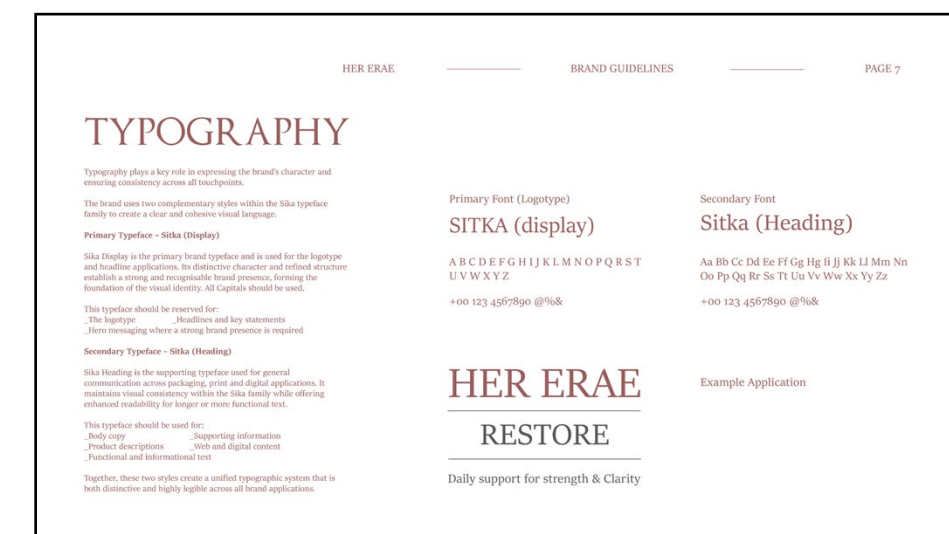 HER ERAE
BRAND GUIDELINES
PAGE 7
TYPOGRAPHY
Typography plays a key role in expressing the brand's character and
ensuring consistency across all touchpoints.
The brand uses two complementary styles within the Sika typeface
family to create a clear and cohesive visual language.
Primary Typeface – Sitka (Display)
Sika Display is the primary brand typeface and is used for the logotype
and headline applications. Its distinctive character and refined structure
establish a strong and recognisable brand presence, forming the
foundation of the visual identity. All Capitals should be used.
This typeface should be reserved for:
_The logotype _Headlines and key statements
_Hero messaging where a strong brand presence is required
Secondary Typeface – Sitka (Heading)
Sika Heading is the supporting typeface used for general
communication across packaging, print and digital applications. It
maintains visual consistency within the Sika family while offering
enhanced readability for longer or more functional text.
This typeface should be used for:
_Body copy _Supporting information
_Product descriptions _Web and digital content
_Functional and informational text
Together, these two styles create a unified typographic system that is
both distinctive and highly legible across all brand applications.
Primary Font (Logotype)
SITKA (display)
A B C D E F G H I J K L M N O P Q R S T
U V W X Y Z
+00 123 4567890 @%&
Secondary Font
Sitka (Heading)
Aa Bb Cc Dd Ee Ff Gg Hg Ii Jj Kk Ll Mm Nn
Oo Pp Qq Rr Ss Tt Uu Vv Ww Xx Yy Zz
+00 123 4567890 @%&
HER ERAE
RESTORE
Daily support for strength & Clarity
Example Application